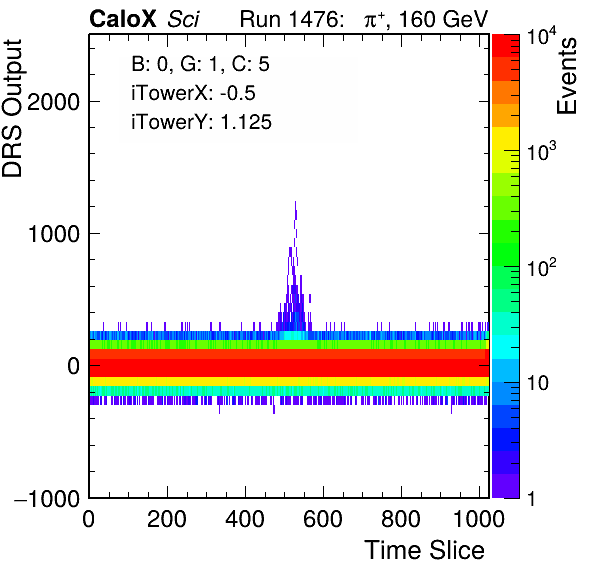 CaloX Sci Run 1476: π⁺, 160 GeV
B: 0, G: 1, C: 5
iTowerX: -0.5
iTowerY: 1.125
DRS Output
2000
1000
0
−1000
0 200 400 600 800 1000
Time Slice
Events
10⁴
10³
10²
10
1